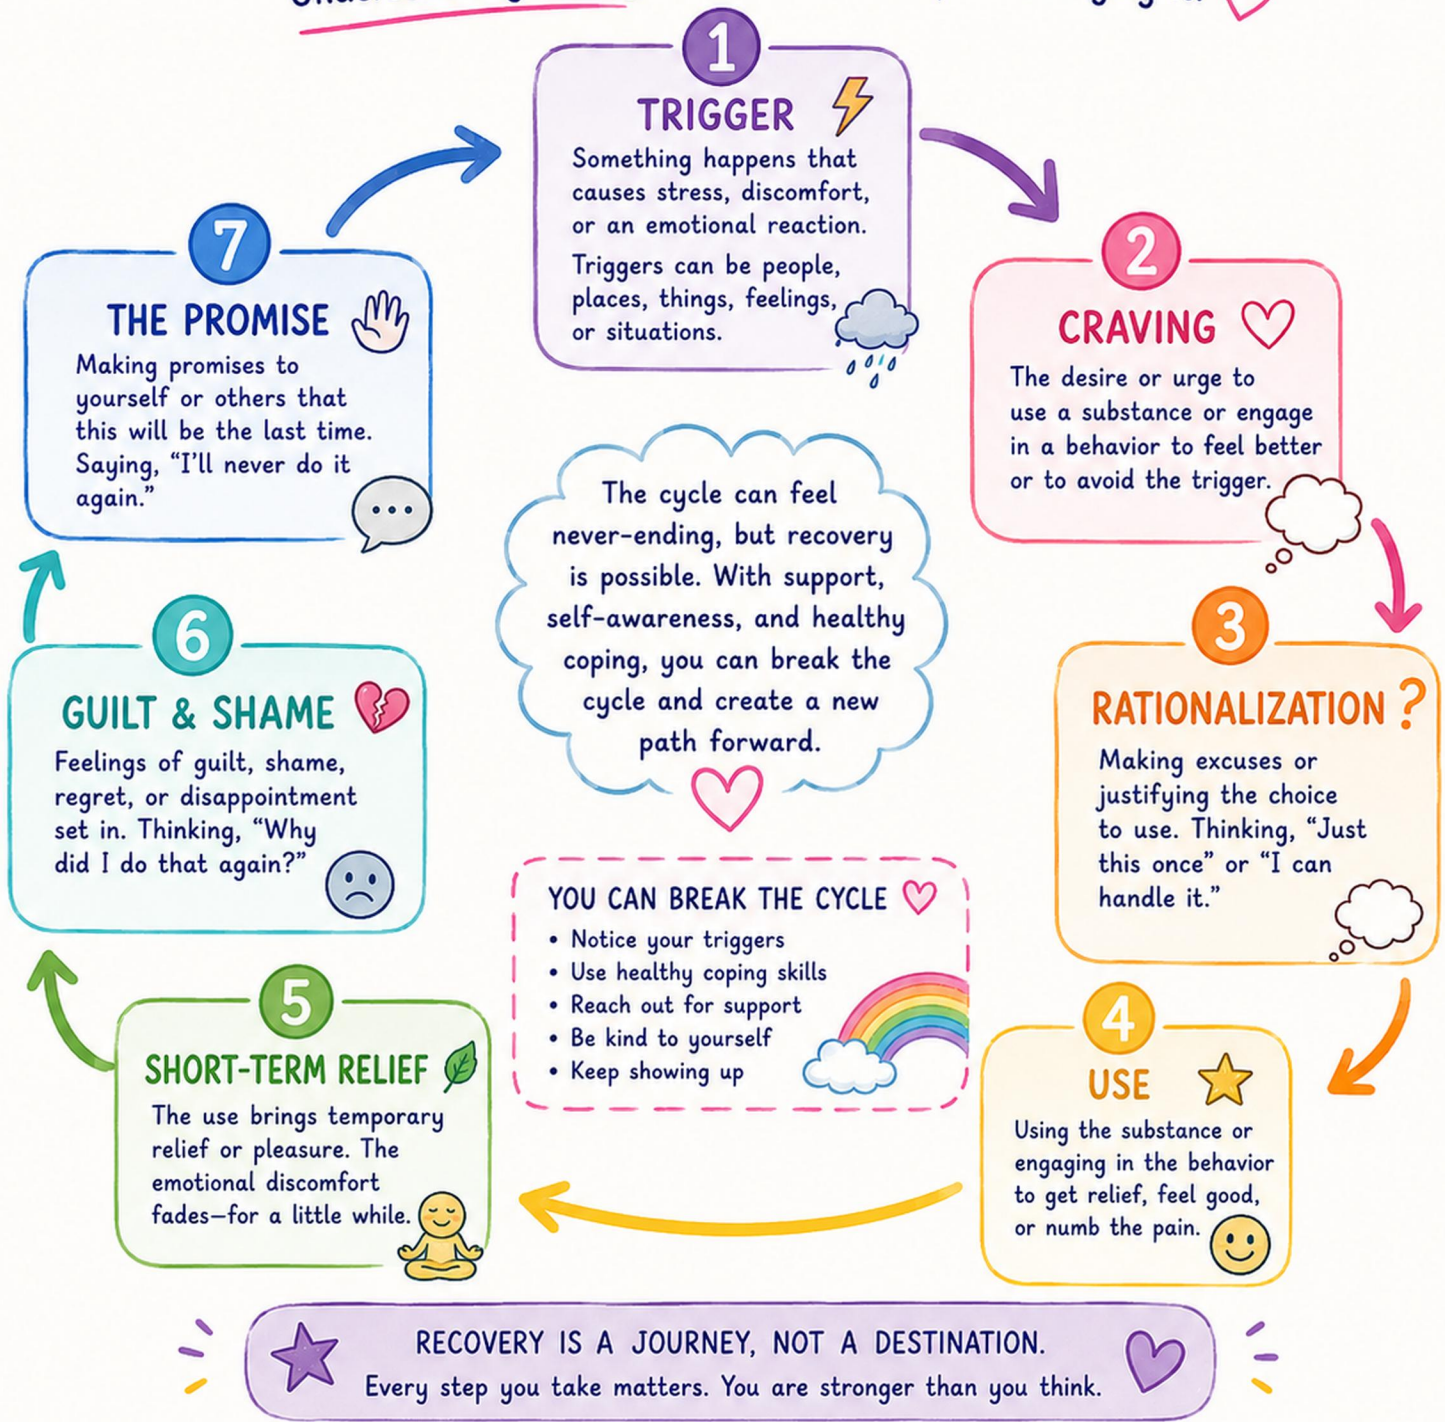 1
TRIGGER
Something happens that
causes stress, discomfort,
or an emotional reaction.
Triggers can be people,
places, things, feelings,
or situations.
2
CRAVING
The desire or urge to
use a substance or engage
in a behavior to feel better
or to avoid the trigger.
3
RATIONALIZATION ?
Making excuses or
justifying the choice
to use. Thinking, “Just
this once” or “I can
handle it.”
4
USE
Using the substance or
engaging in the behavior
to get relief, feel good,
or numb the pain.
5
SHORT-TERM RELIEF
The use brings temporary
relief or pleasure. The
emotional discomfort
fades—for a little while.
6
GUILT & SHAME
Feelings of guilt, shame,
regret, or disappointment
set in. Thinking, “Why
did I do that again?”
7
THE PROMISE
Making promises to
yourself or others that
this will be the last time.
Saying, “I’ll never do it
again.”
The cycle can feel
never-ending, but recovery
is possible. With support,
self-awareness, and healthy
coping, you can break the
cycle and create a new
path forward.
YOU CAN BREAK THE CYCLE
• Notice your triggers
• Use healthy coping skills
• Reach out for support
• Be kind to yourself
• Keep showing up
RECOVERY IS A JOURNEY, NOT A DESTINATION.
Every step you take matters. You are stronger than you think.